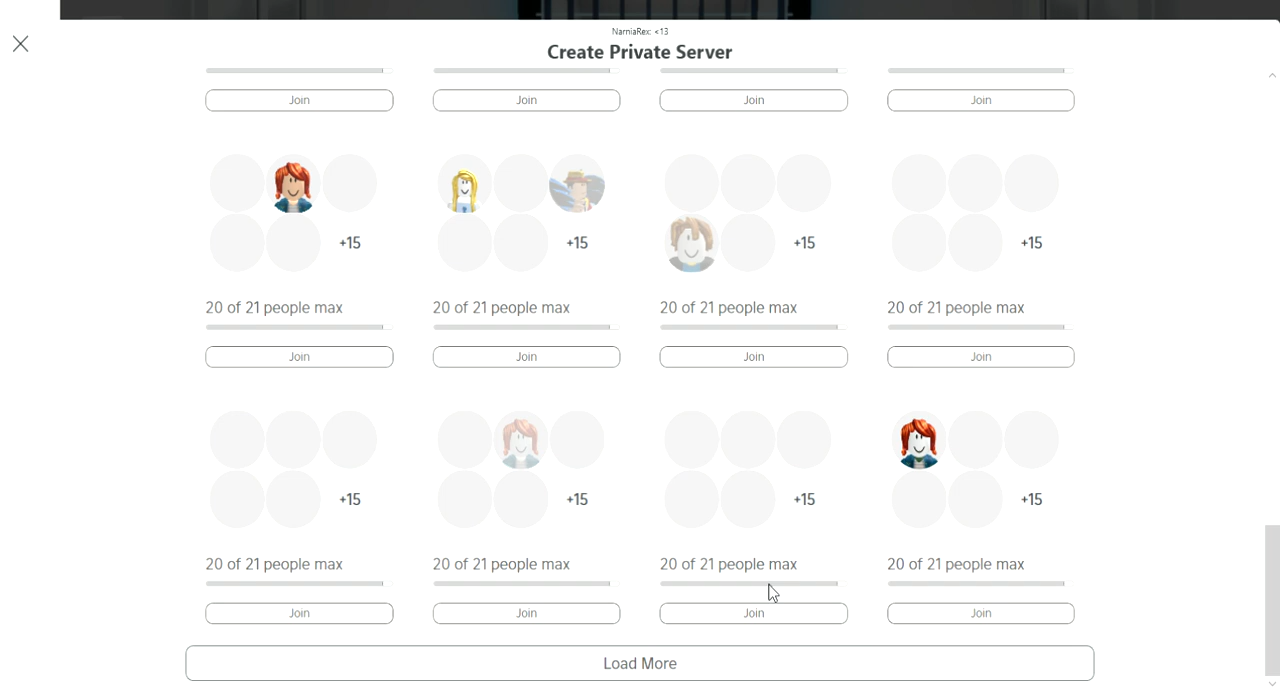 NarniaRex: <13
Create Private Server
Join Join Join Join
+15 +15 +15 +15
20 of 21 people max 20 of 21 people max 20 of 21 people max 20 of 21 people max
Join Join Join Join
+15 +15 +15 +15
20 of 21 people max 20 of 21 people max 20 of 21 people max 20 of 21 people max
Join Join Join Join
Load More